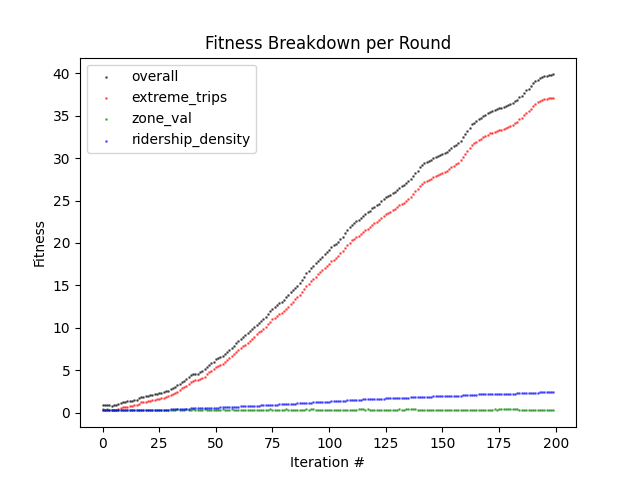 Fitness Breakdown per Round
overall
extreme_trips
zone_val
ridership_density
Fitness
40
35
30
25
20
15
10
5
0
0 25 50 75 100 125 150 175 200
Iteration #